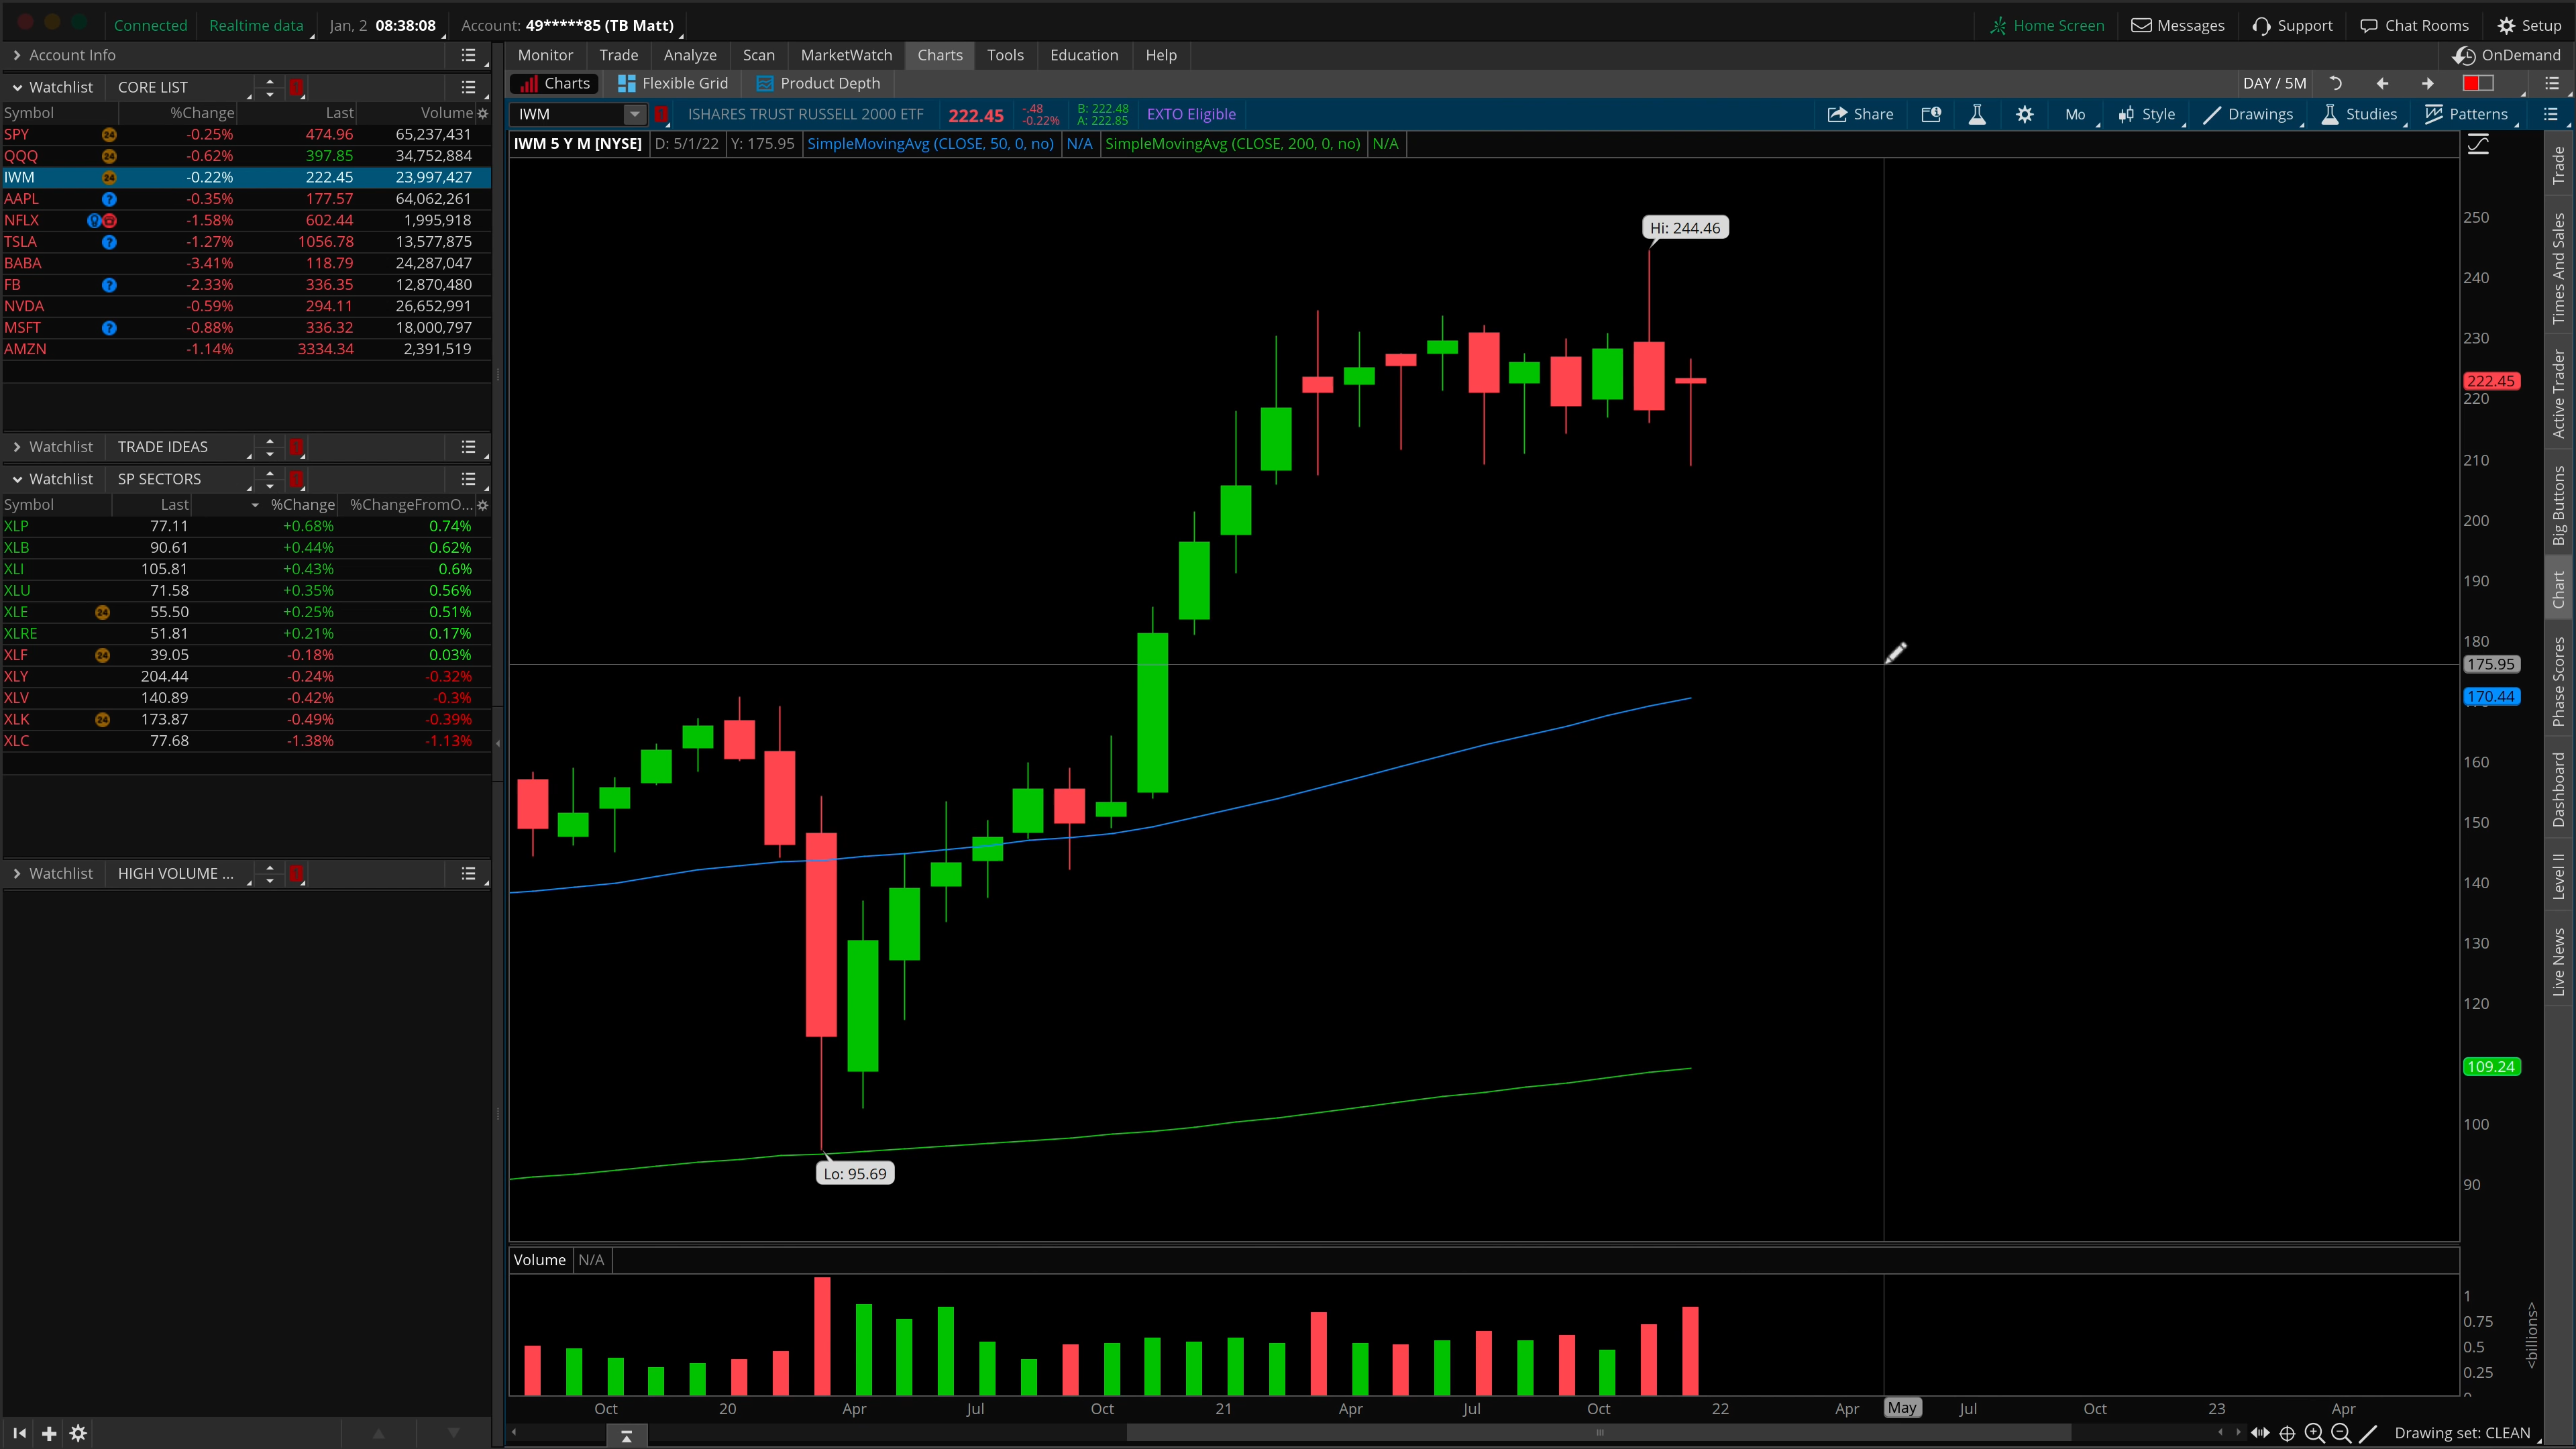 Connected Realtime data Jan, 2 08:38:08 Account: 49*****85 (TB Matt) Home Screen Messages Support Chat Rooms Setup
Account Info Monitor Trade Analyze Scan MarketWatch Charts Tools Education Help OnDemand
Watchlist CORE LIST Charts Flexible Grid Product Depth DAY / 5M
Symbol %Change Last Volume
SPY 24 -0.25% 474.96 65,237,431
QQQ 24 -0.62% 397.85 34,752,884
IWM 24 -0.22% 222.45 23,997,427
AAPL ? -0.35% 177.57 64,062,261
NFLX -1.58% 602.44 1,995,918
TSLA ? -1.27% 1056.78 13,577,875
BABA -3.41% 118.79 24,287,047
FB ? -2.33% 336.35 12,870,480
NVDA -0.59% 294.11 26,652,991
MSFT ? -0.88% 336.32 18,000,797
AMZN -1.14% 3334.34 2,391,519
Watchlist TRADE IDEAS
Watchlist SP SECTORS
Symbol Last %Change %ChangeFromO...
XLP 77.11 +0.68% 0.74%
XLB 90.61 +0.44% 0.62%
XLI 105.81 +0.43% 0.6%
XLU 71.58 +0.35% 0.56%
XLE 24 55.50 +0.25% 0.51%
XLRE 51.81 +0.21% 0.17%
XLF 24 39.05 -0.18% 0.03%
XLY 204.44 -0.24% -0.32%
XLV 140.89 -0.42% -0.3%
XLK 24 173.87 -0.49% -0.39%
XLC 77.68 -1.38% -1.13%
Watchlist HIGH VOLUME ...
IWM ISHARES TRUST RUSSELL 2000 ETF 222.45 -.48 -0.22% B: 222.48 A: 222.85 EXTO Eligible Share Mo Style Drawings Studies Patterns
IWM 5 Y M [NYSE] D: 5/1/22 Y: 175.95 SimpleMovingAvg (CLOSE, 50, 0, no) N/A SimpleMovingAvg (CLOSE, 200, 0, no) N/A
Hi: 244.46
Lo: 95.69
250
240
230
222.45
220
210
200
190
180
175.95
170.44
160
150
140
130
120
109.24
100
90
Volume N/A
1
0.75
0.5
0.25
<billions>
Oct 20 Apr Jul Oct 21 Apr Jul Oct 22 Apr May Jul Oct 23 Apr
Drawing set: CLEAN
Trade
Times And Sales
Active Trader
Big Buttons
Chart
Phase Scores
Dashboard
Level II
Live News